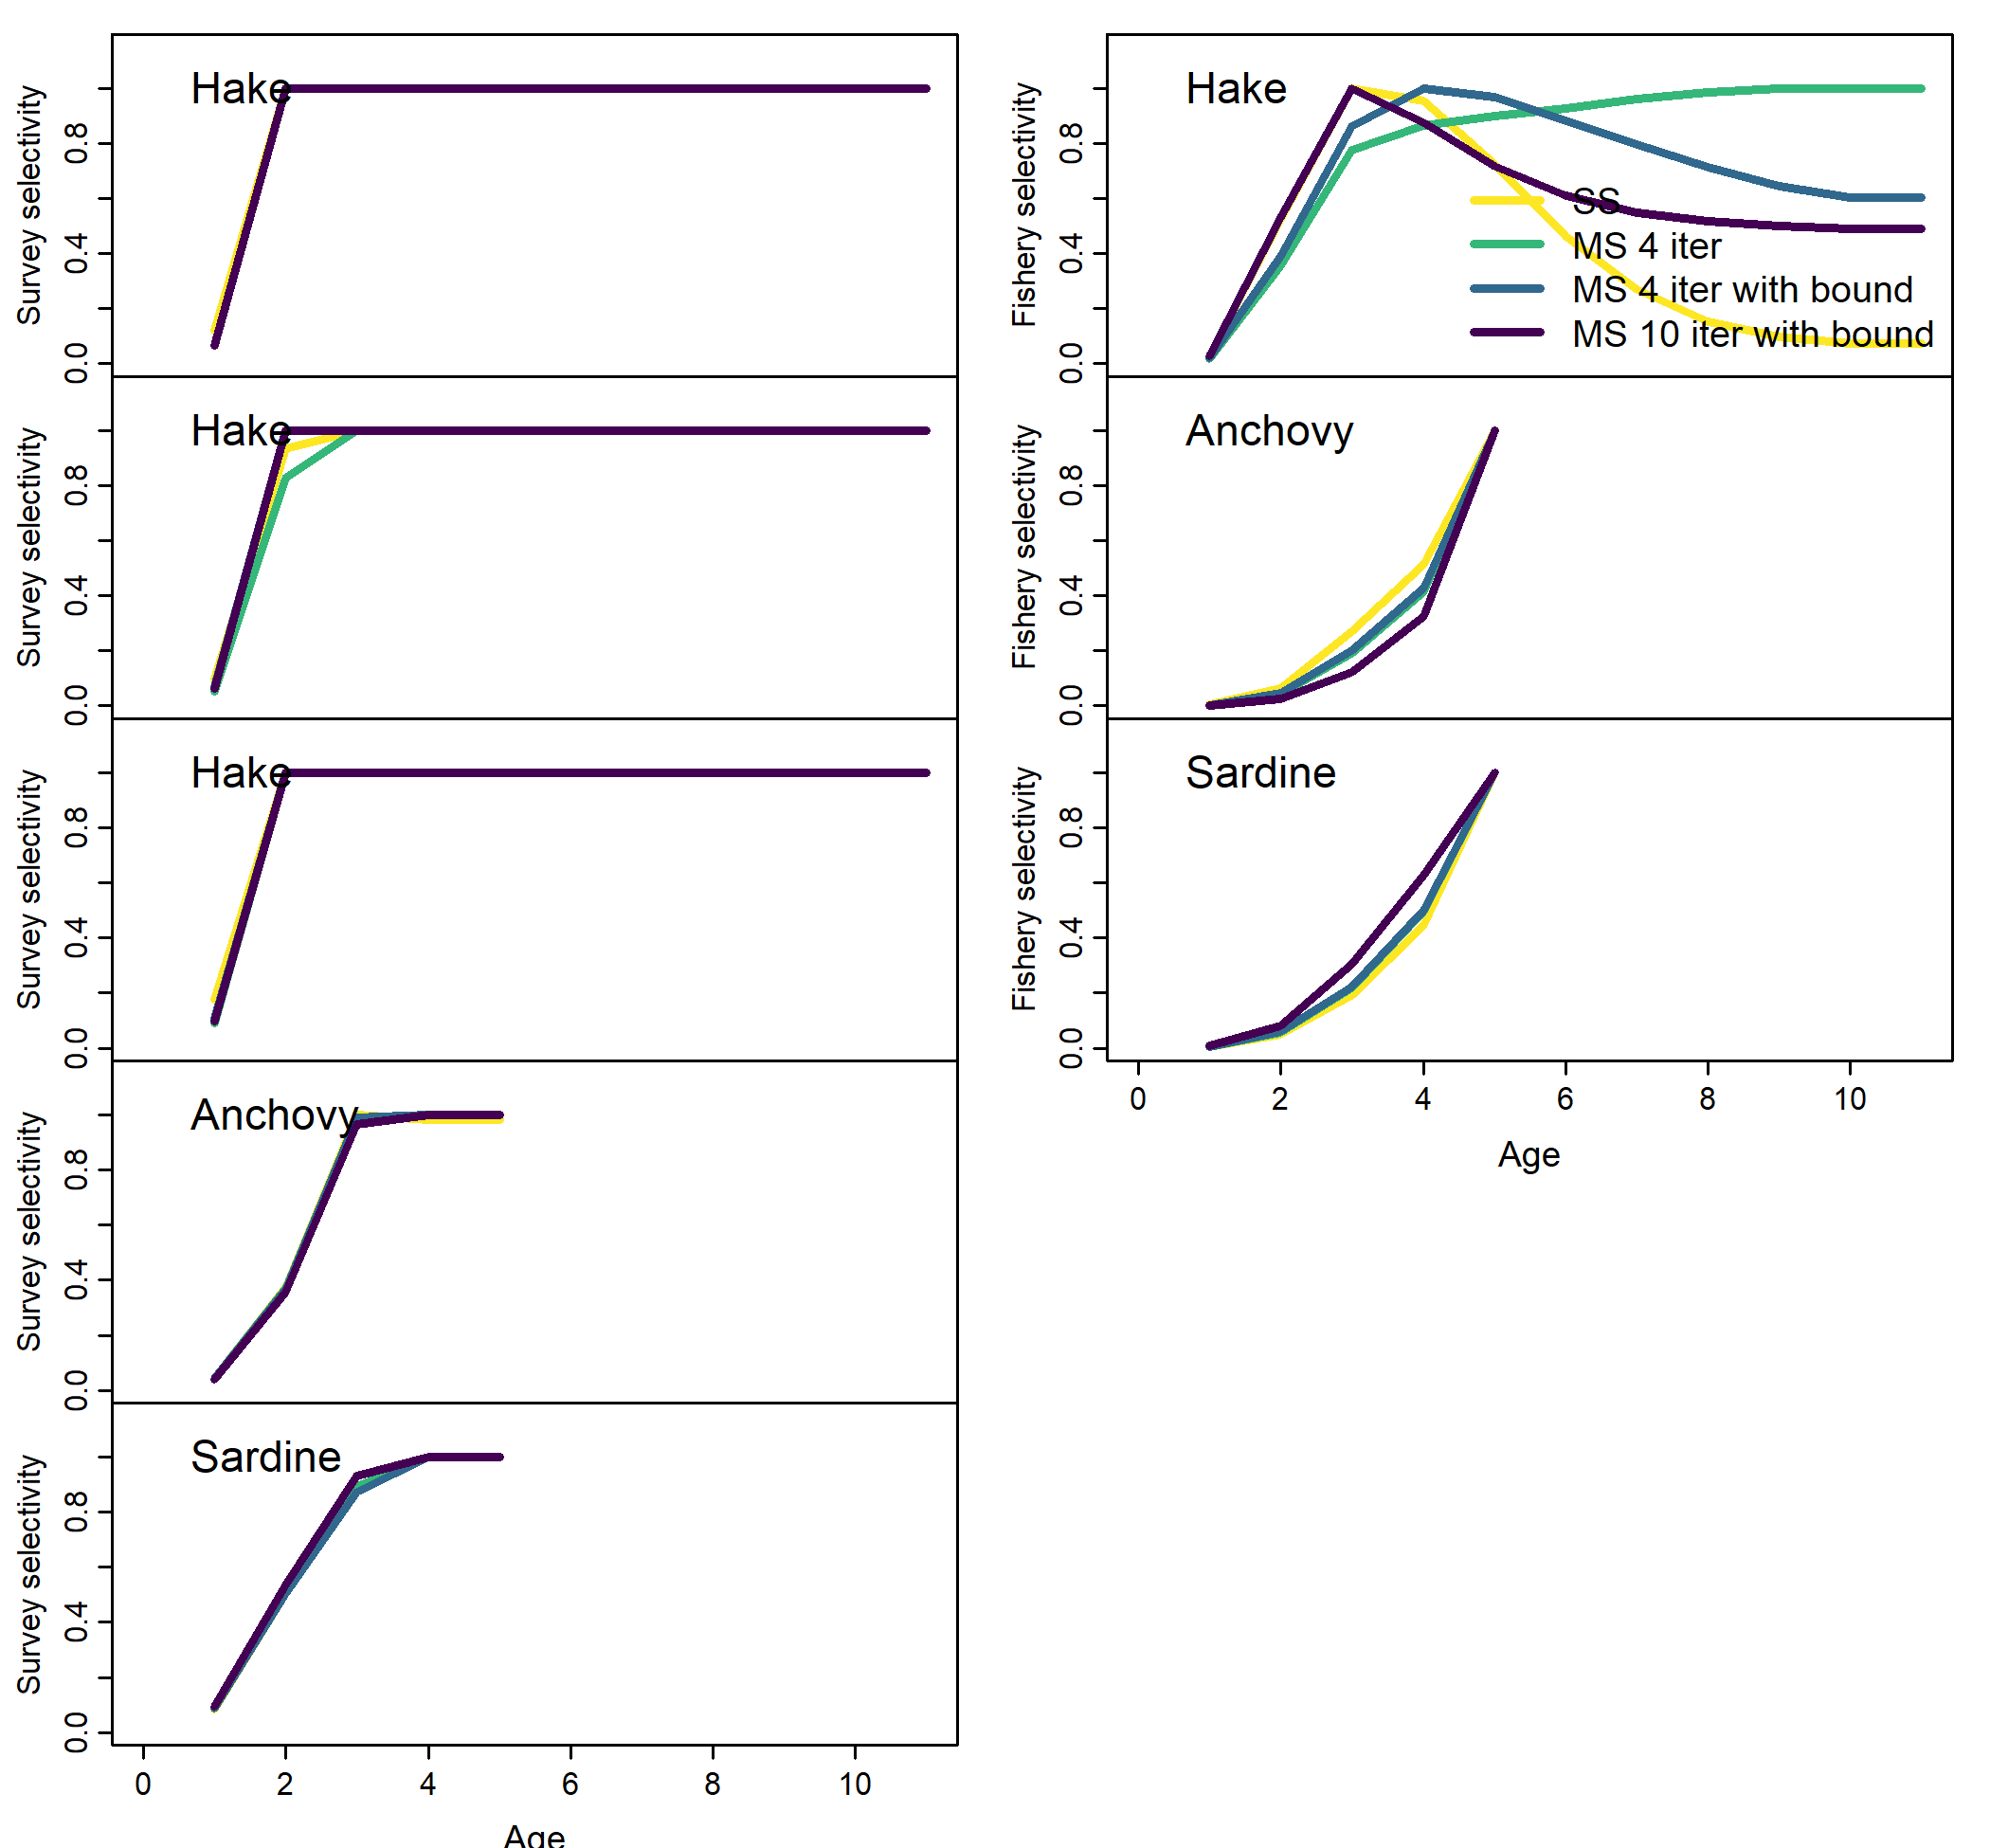 Survey selectivity
0.0 0.4 0.8
Hake
Survey selectivity
0.0 0.4 0.8
Hake
Survey selectivity
0.0 0.4 0.8
Hake
Survey selectivity
0.0 0.4 0.8
Anchovy
Survey selectivity
0.0 0.4 0.8
Sardine
0 2 4 6 8 10
Age
Fishery selectivity
0.0 0.4 0.8
Hake
SS
MS 4 iter
MS 4 iter with bound
MS 10 iter with bound
Fishery selectivity
0.0 0.4 0.8
Anchovy
Fishery selectivity
0.0 0.4 0.8
Sardine
0 2 4 6 8 10
Age